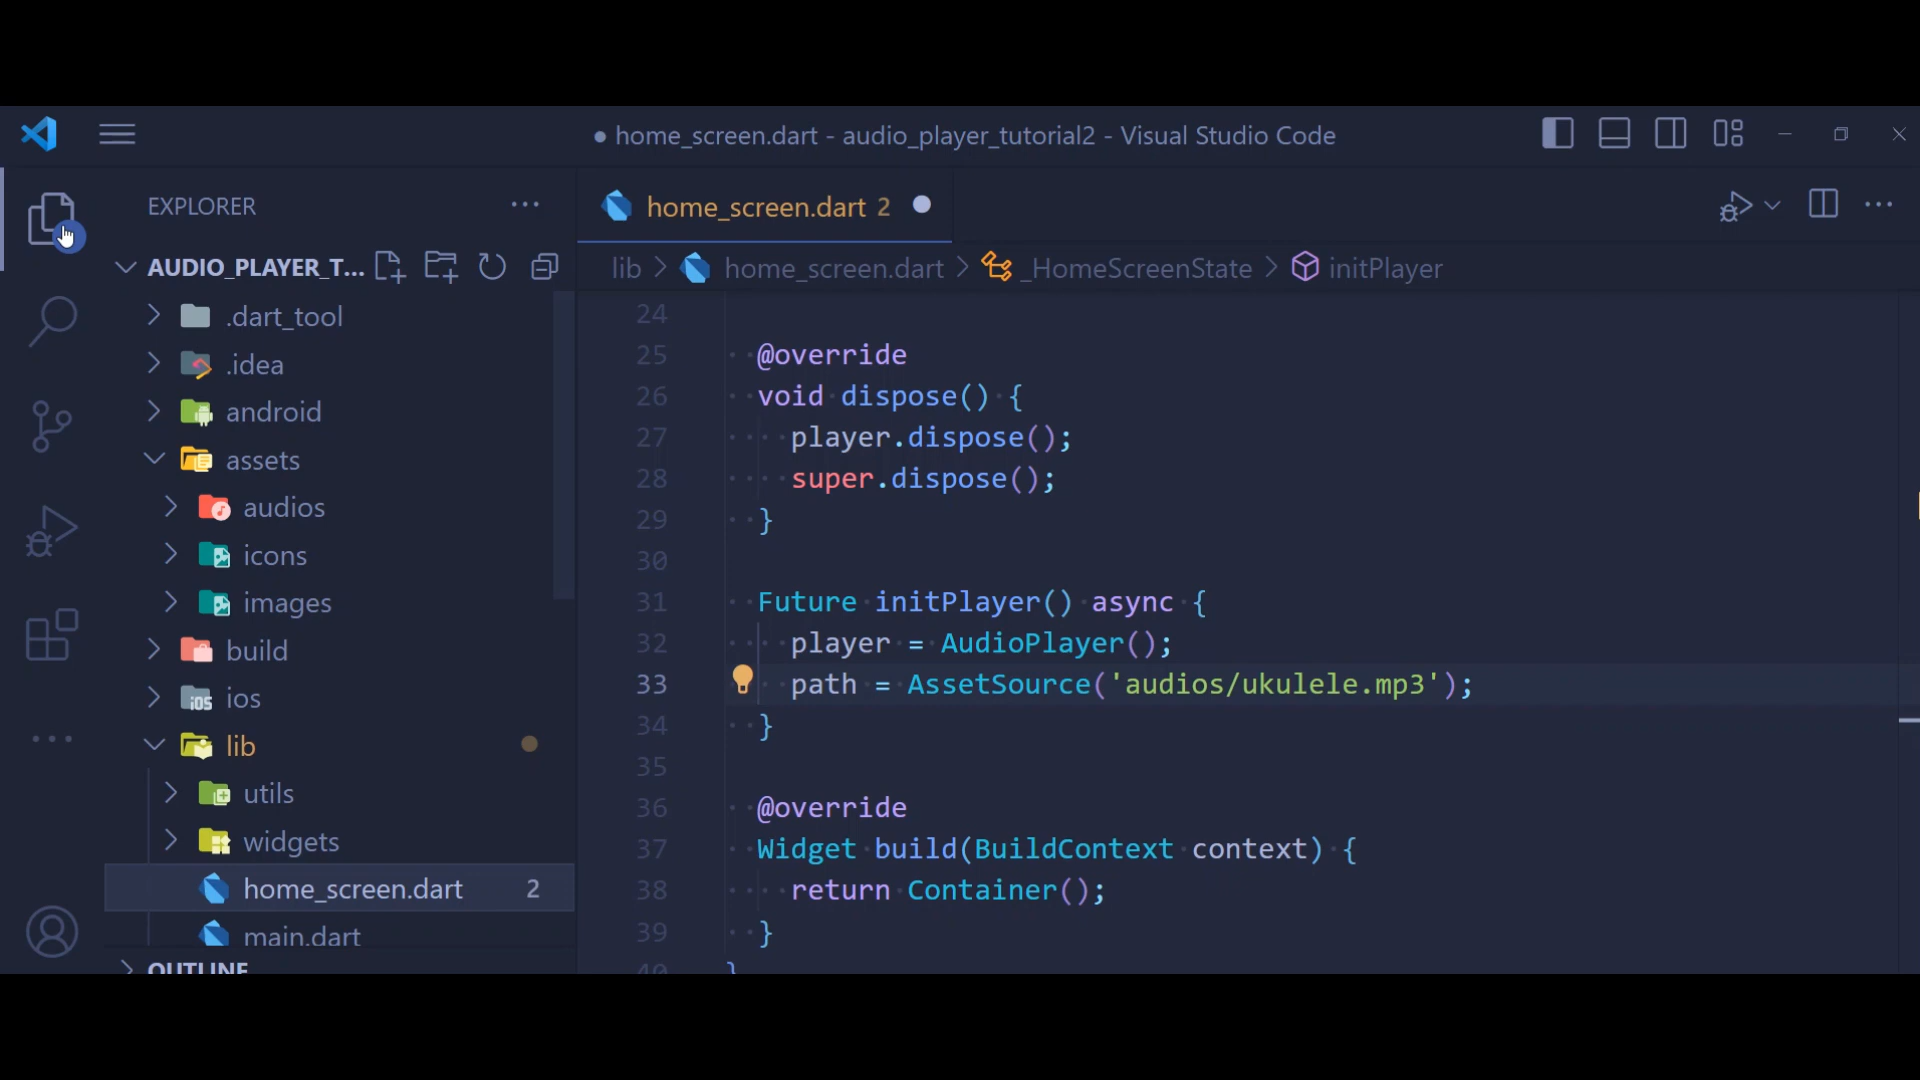 ● home_screen.dart - audio_player_tutorial2 - Visual Studio Code
EXPLORER
home_screen.dart 2
AUDIO_PLAYER_T...
lib > home_screen.dart > _HomeScreenState > initPlayer
.dart_tool
.idea
android
assets
audios
icons
images
build
ios
lib
utils
widgets
home_screen.dart 2
main.dart
OUTLINE
24
25 @override
26 void dispose() {
27 player.dispose();
28 super.dispose();
29 }
30
31 Future initPlayer() async {
32 player = AudioPlayer();
33 path = AssetSource('audios/ukulele.mp3');
34 }
35
36 @override
37 Widget build(BuildContext context) {
38 return Container();
39 }
40 }